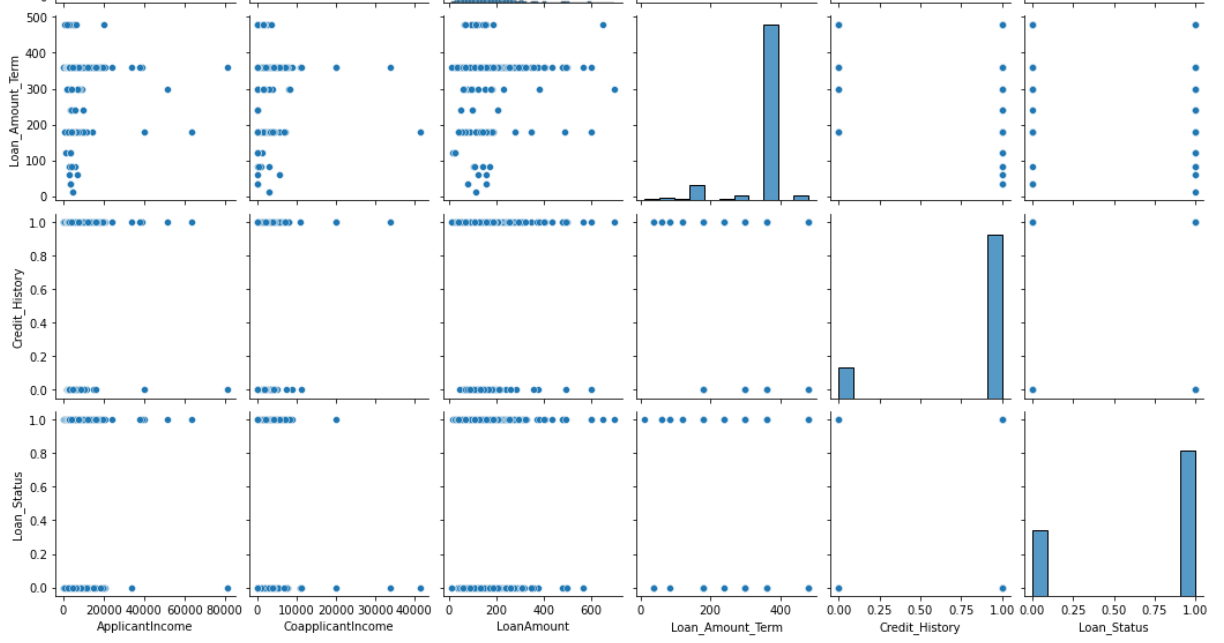 500
400
300
200
100
0
Loan_Amount_Term
1.0
0.8
0.6
0.4
0.2
0.0
Credit_History
1.0
0.8
0.6
0.4
0.2
0.0
Loan_Status
0 20000 40000 60000 80000
0 10000 20000 30000 40000
0 200 400 600
0 200 400
0.00 0.25 0.50 0.75 1.00
0.00 0.25 0.50 0.75 1.00
ApplicantIncome
CoapplicantIncome
LoanAmount
Loan_Amount_Term
Credit_History
Loan_Status